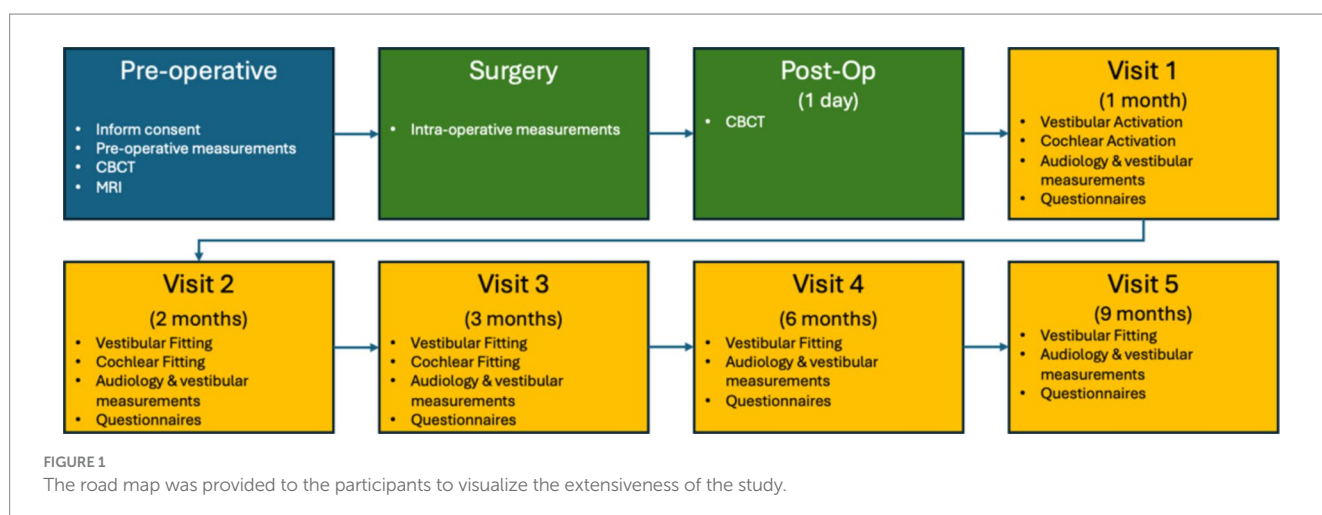 Pre-operative
• Inform consent
• Pre-operative measurements
• CBCT
• MRI
Surgery
• Intra-operative measurements
Post-Op
(1 day)
• CBCT
Visit 1
(1 month)
• Vestibular Activation
• Cochlear Activation
• Audiology & vestibular
measurements
• Questionnaires
Visit 2
(2 months)
• Vestibular Fitting
• Cochlear Fitting
• Audiology & vestibular
measurements
• Questionnaires
Visit 3
(3 months)
• Vestibular Fitting
• Cochlear Fitting
• Audiology & vestibular
measurements
• Questionnaires
Visit 4
(6 months)
• Vestibular Fitting
• Audiology & vestibular
measurements
• Questionnaires
Visit 5
(9 months)
• Vestibular Fitting
• Audiology & vestibular
measurements
• Questionnaires
FIGURE 1
The road map was provided to the participants to visualize the extensiveness of the study.